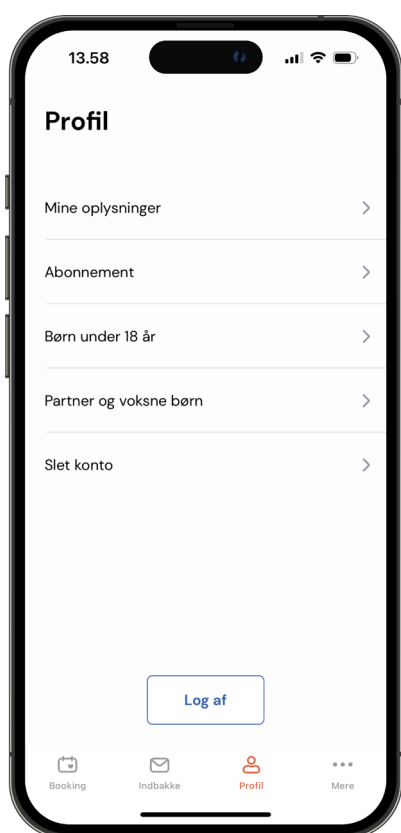 13.58
Profil
Mine oplysninger
Abonnement
Børn under 18 år
Partner og voksne børn
Slet konto
Log af
Booking Indbakke Profil Mere